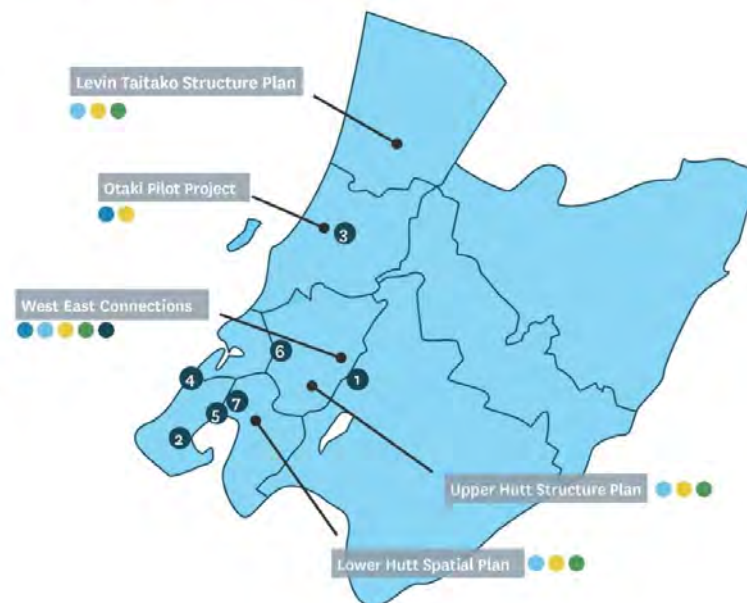 Levin Taitako Structure Plan
Otaki Pilot Project
3
West East Connections
6
4
1
7
5
2
Upper Hutt Structure Plan
Lower Hutt Spatial Plan